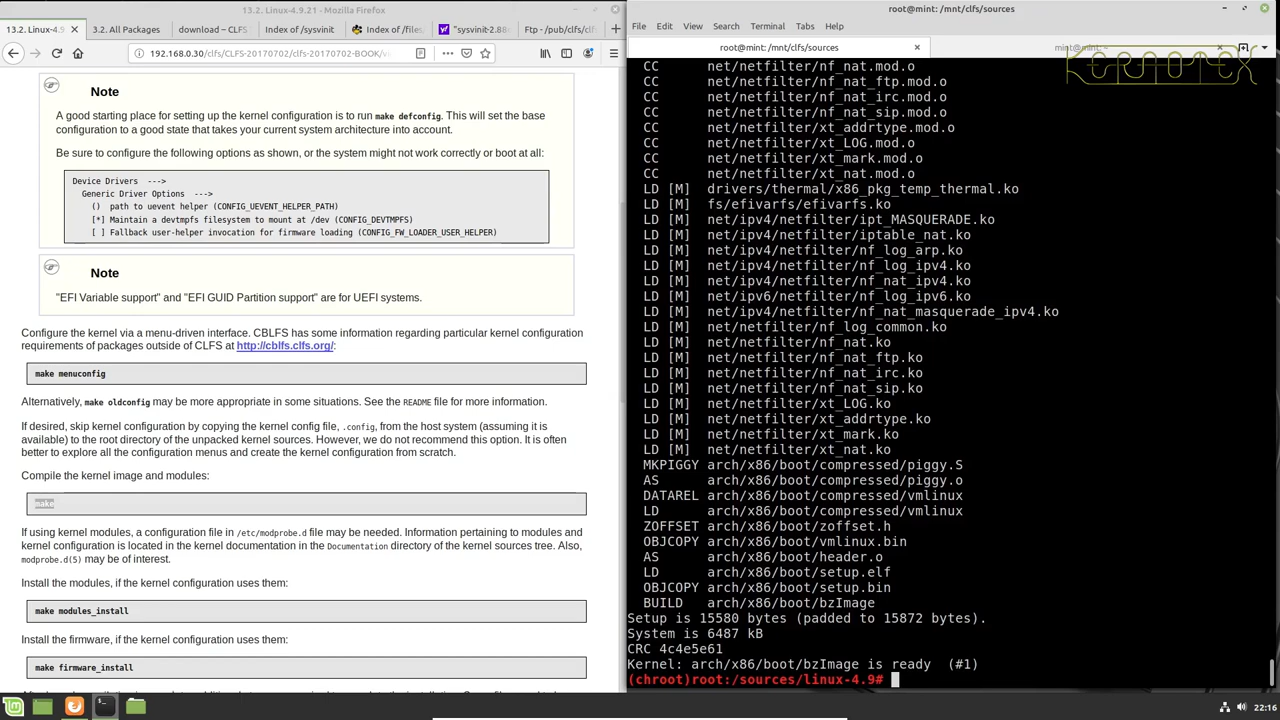 13.2. Linux-4.9.21 - Mozilla Firefox
13.2. Linux-4.9
3.2. All Packages
download – CLFS
Index of /sysvinit
Index of /files
"sysvinit-2.88
Ftp - /pub/clfs/c
192.168.0.30/clfs/CLFS-20170702/clfs-20170702-BOOK/
Note
A good starting place for setting up the kernel configuration is to run make defconfig. This will set the base
configuration to a good state that takes your current system architecture into account.
Be sure to configure the following options as shown, or the system might not work correctly or boot at all:
Device Drivers --->
Generic Driver Options --->
() path to uevent helper (CONFIG_UEVENT_HELPER_PATH)
[*] Maintain a devtmpfs filesystem to mount at /dev (CONFIG_DEVTMPFS)
[ ] Fallback user-helper invocation for firmware loading (CONFIG_FW_LOADER_USER_HELPER)
Note
"EFI Variable support" and "EFI GUID Partition support" are for UEFI systems.
Configure the kernel via a menu-driven interface. CBLFS has some information regarding particular kernel configuration
requirements of packages outside of CLFS at http://cblfs.clfs.org/:
make menuconfig
Alternatively, make oldconfig may be more appropriate in some situations. See the README file for more information.
If desired, skip kernel configuration by copying the kernel config file, .config, from the host system (assuming it is
available) to the root directory of the unpacked kernel sources. However, we do not recommend this option. It is often
better to explore all the configuration menus and create the kernel configuration from scratch.
Compile the kernel image and modules:
make
If using kernel modules, a configuration file in /etc/modprobe.d file may be needed. Information pertaining to modules and
kernel configuration is located in the kernel documentation in the Documentation directory of the kernel sources tree. Also,
modprobe.d(5) may be of interest.
Install the modules, if the kernel configuration uses them:
make modules_install
Install the firmware, if the kernel configuration uses them:
make firmware_install
root@mint: /mnt/clfs/sources
File Edit View Search Terminal Tabs Help
root@mint: /mnt/clfs/sources
mint@mint: ~
KERNOTEX
CC net/netfilter/nf_nat.mod.o
CC net/netfilter/nf_nat_ftp.mod.o
CC net/netfilter/nf_nat_irc.mod.o
CC net/netfilter/nf_nat_sip.mod.o
CC net/netfilter/xt_addrtype.mod.o
CC net/netfilter/xt_LOG.mod.o
CC net/netfilter/xt_mark.mod.o
CC net/netfilter/xt_nat.mod.o
LD [M] drivers/thermal/x86_pkg_temp_thermal.ko
LD [M] fs/efivarfs/efivarfs.ko
LD [M] net/ipv4/netfilter/ipt_MASQUERADE.ko
LD [M] net/ipv4/netfilter/iptable_nat.ko
LD [M] net/ipv4/netfilter/nf_log_arp.ko
LD [M] net/ipv4/netfilter/nf_log_ipv4.ko
LD [M] net/ipv4/netfilter/nf_nat_ipv4.ko
LD [M] net/ipv6/netfilter/nf_log_ipv6.ko
LD [M] net/ipv4/netfilter/nf_nat_masquerade_ipv4.ko
LD [M] net/netfilter/nf_log_common.ko
LD [M] net/netfilter/nf_nat.ko
LD [M] net/netfilter/nf_nat_ftp.ko
LD [M] net/netfilter/nf_nat_irc.ko
LD [M] net/netfilter/nf_nat_sip.ko
LD [M] net/netfilter/xt_LOG.ko
LD [M] net/netfilter/xt_addrtype.ko
LD [M] net/netfilter/xt_mark.ko
LD [M] net/netfilter/xt_nat.ko
MKPIGGY arch/x86/boot/compressed/piggy.S
AS arch/x86/boot/compressed/piggy.o
DATAREL arch/x86/boot/compressed/vmlinux
LD arch/x86/boot/compressed/vmlinux
ZOFFSET arch/x86/boot/zoffset.h
OBJCOPY arch/x86/boot/vmlinux.bin
AS arch/x86/boot/header.o
LD arch/x86/boot/setup.elf
OBJCOPY arch/x86/boot/setup.bin
BUILD arch/x86/boot/bzImage
Setup is 15580 bytes (padded to 15872 bytes).
System is 6487 kB
CRC 4c4e5e61
Kernel: arch/x86/boot/bzImage is ready (#1)
(chroot)root:/sources/linux-4.9#
22:16